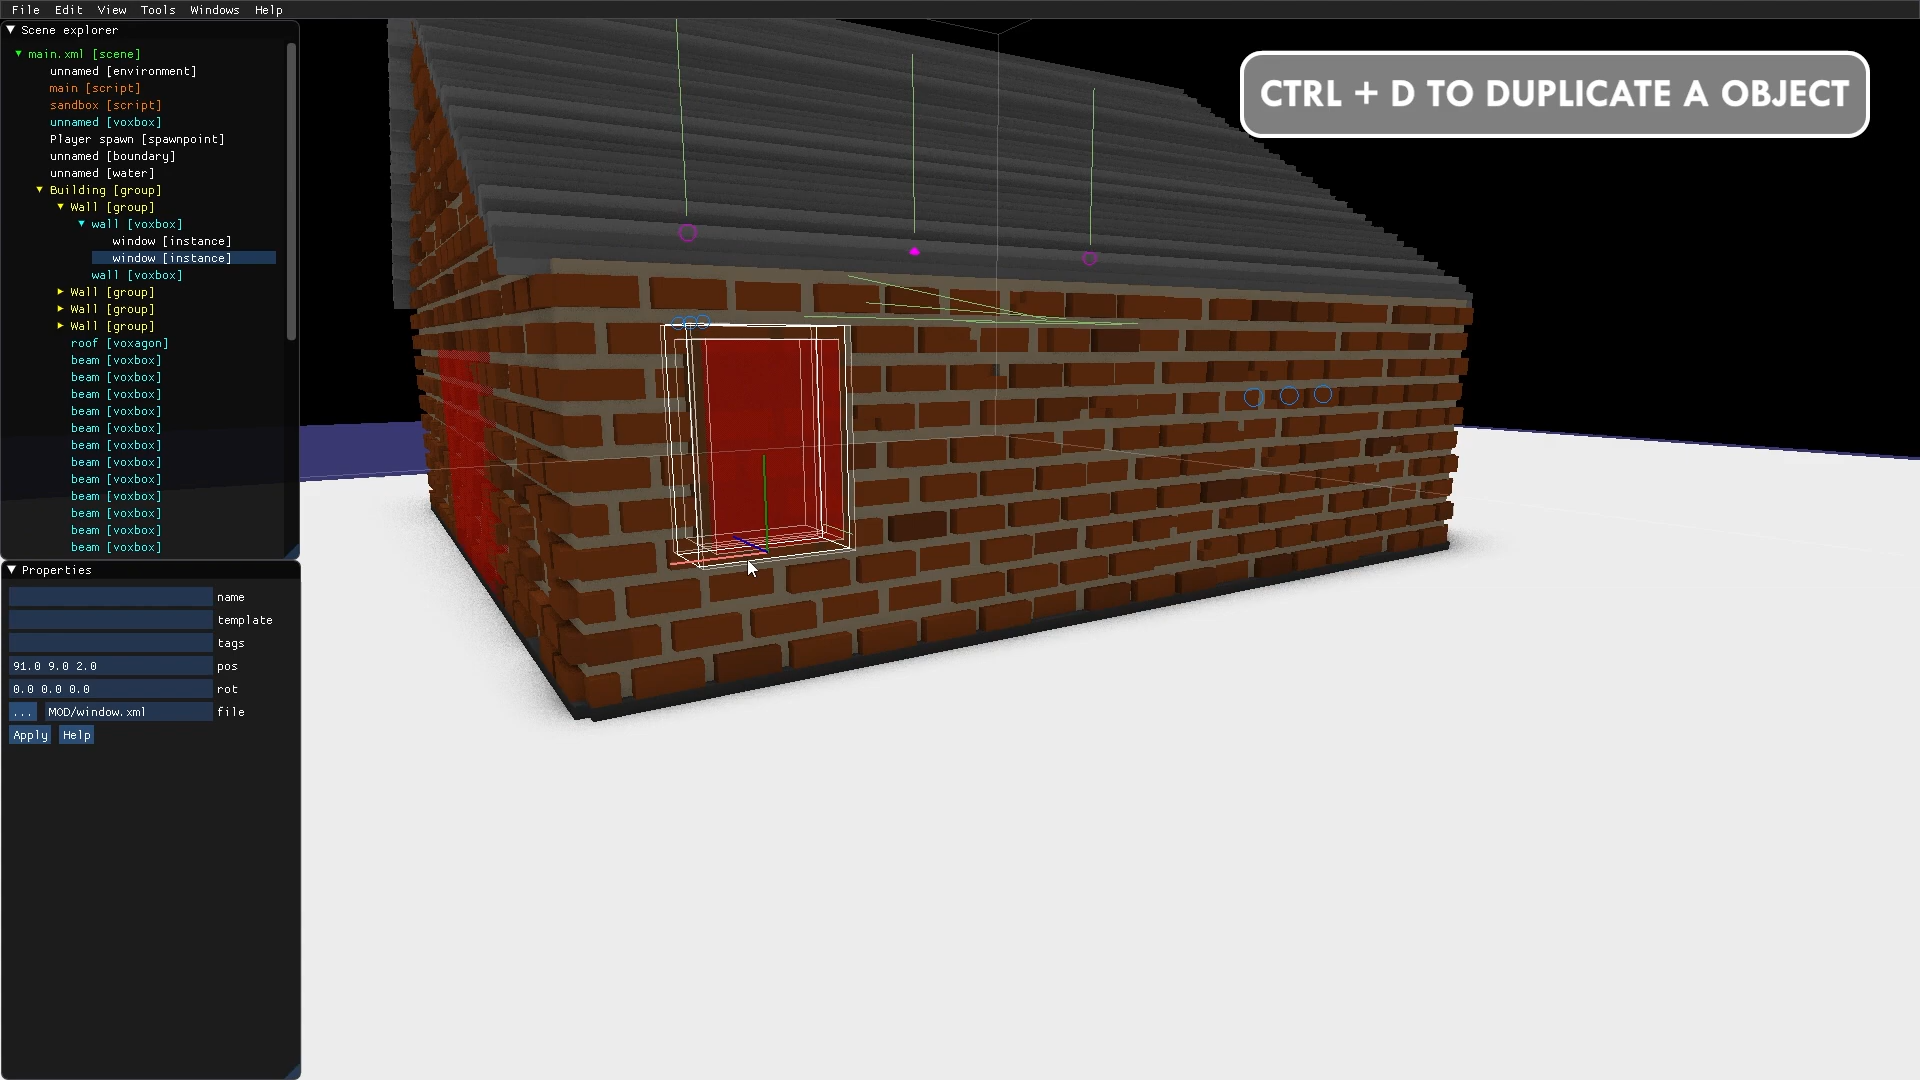 File Edit View Tools Windows Help
Scene explorer
main.xml [scene]
unnamed [environment]
main [script]
sandbox [script]
unnamed [voxbox]
Player spawn [spawnpoint]
unnamed [boundary]
unnamed [water]
Building [group]
Wall [group]
wall [voxbox]
window [instance]
window [instance]
wall [voxbox]
Wall [group]
Wall [group]
Wall [group]
roof [voxagon]
beam [voxbox]
beam [voxbox]
beam [voxbox]
beam [voxbox]
beam [voxbox]
beam [voxbox]
beam [voxbox]
beam [voxbox]
beam [voxbox]
beam [voxbox]
beam [voxbox]
beam [voxbox]
Properties
name
template
tags
91.0 9.0 2.0 pos
0.0 0.0 0.0 rot
... MOD/window.xml file
Apply Help
CTRL + D TO DUPLICATE A OBJECT